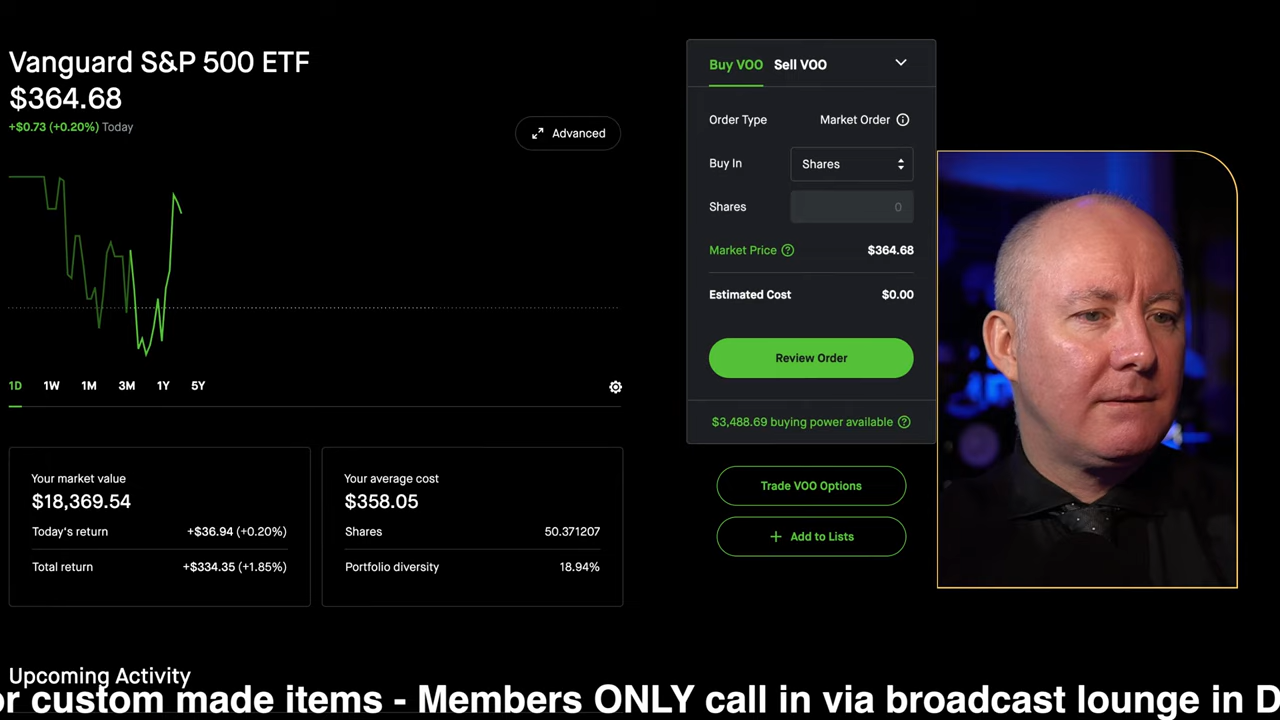 Vanguard S&P 500 ETF
$364.68
+$0.73 (+0.20%) Today
Advanced
1D 1W 1M 3M 1Y 5Y
Your market value
$18,369.54
Today's return +$36.94 (+0.20%)
Total return +$334.35 (+1.85%)
Your average cost
$358.05
Shares 50.371207
Portfolio diversity 18.94%
Buy VOO Sell VOO
Order Type Market Order
Buy In Shares
Shares 0
Market Price $364.68
Estimated Cost $0.00
Review Order
$3,488.69 buying power available
Trade VOO Options
+ Add to Lists
Upcoming Activity
or custom made items - Members ONLY call in via broadcast lounge in D